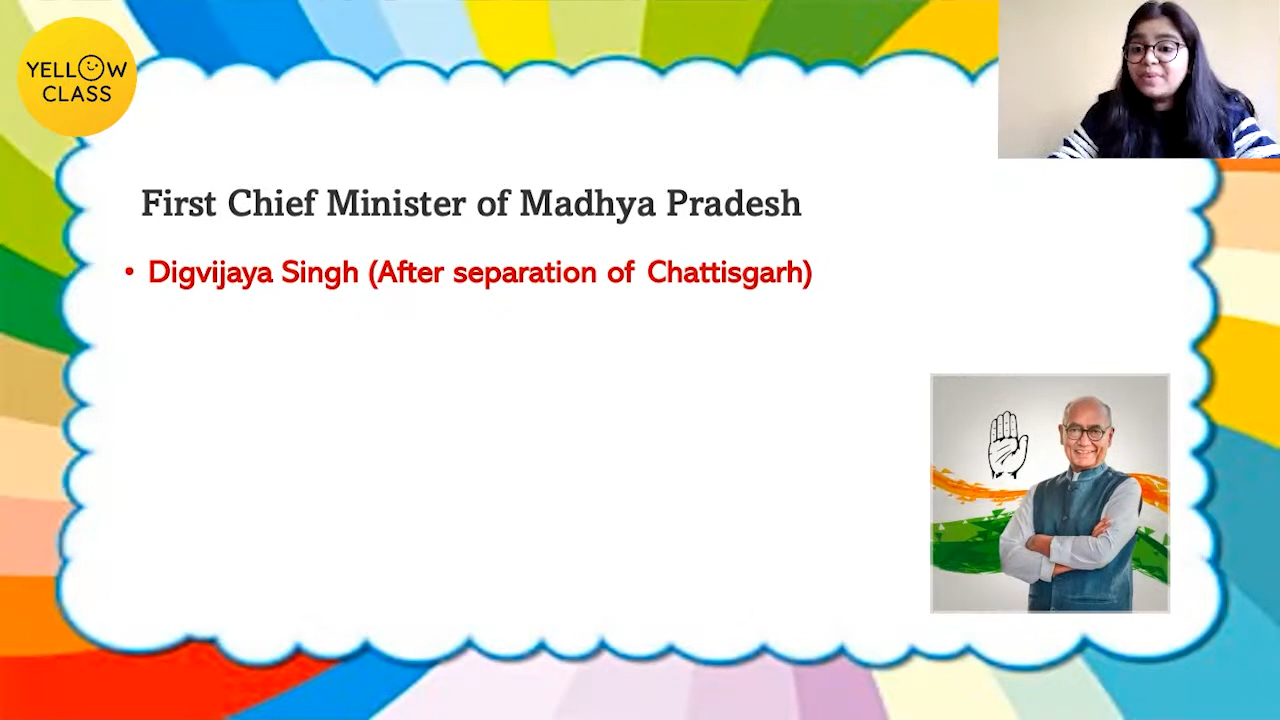 YELLOW
CLASS
First Chief Minister of Madhya Pradesh
• Digvijaya Singh (After separation of Chattisgarh)